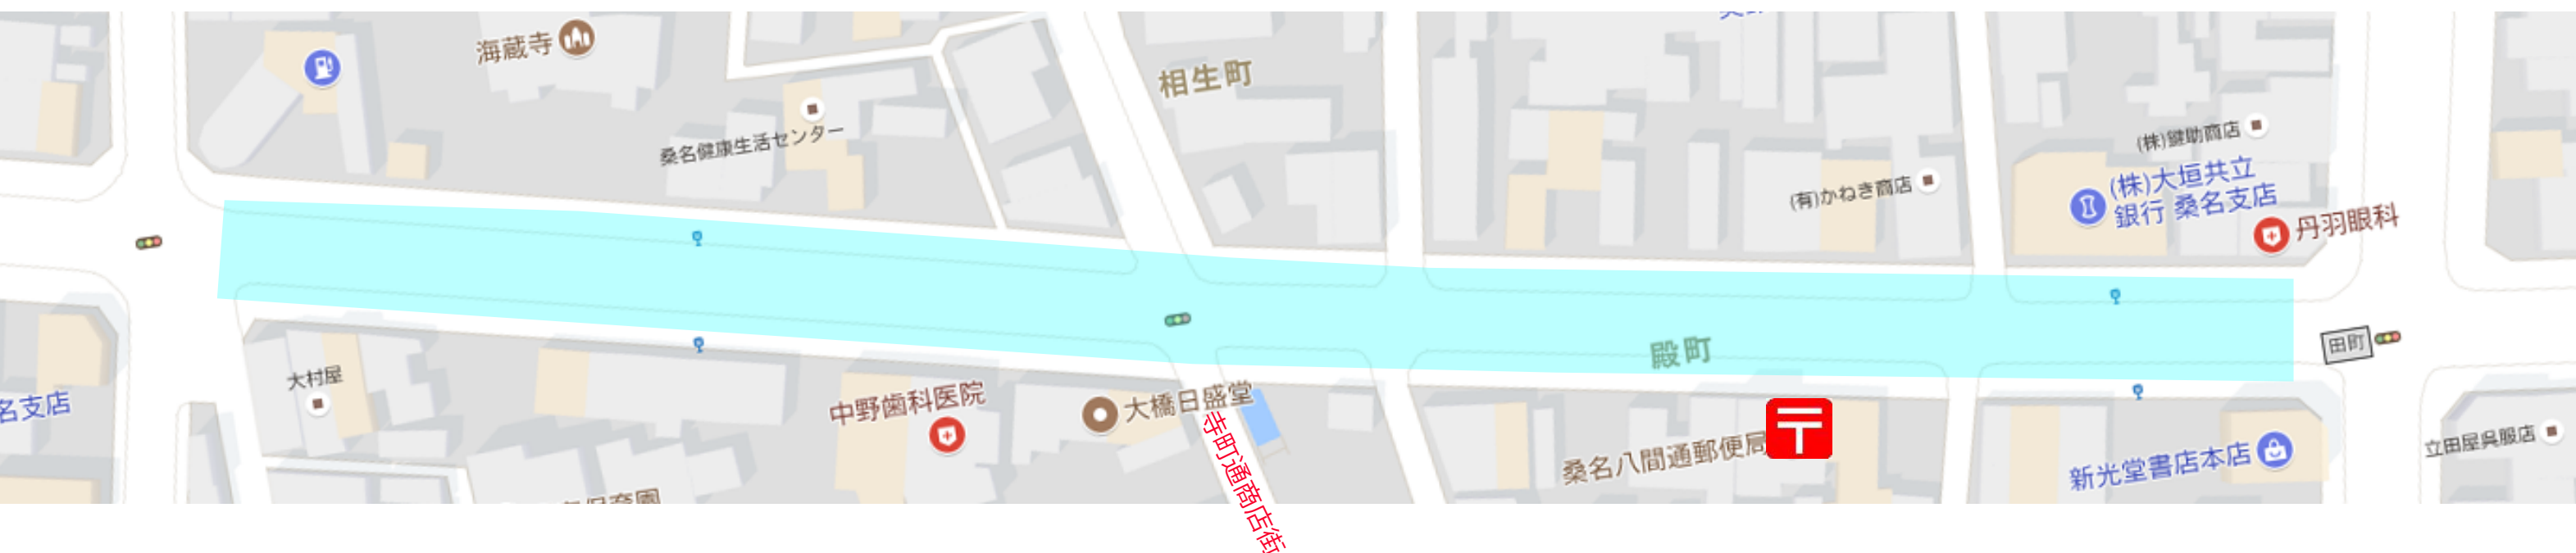 海蔵寺
相生町
桑名健康生活センター
(株)鍵助商店
(株)大垣共立
銀行 桑名支店
(有)かねき商店
丹羽眼科
殿町
田町
大村屋
名支店
中野歯科医院
大橋日盛堂
寺町通商店街
桑名八間通郵便局
新光堂書店本店
立田屋呉服店